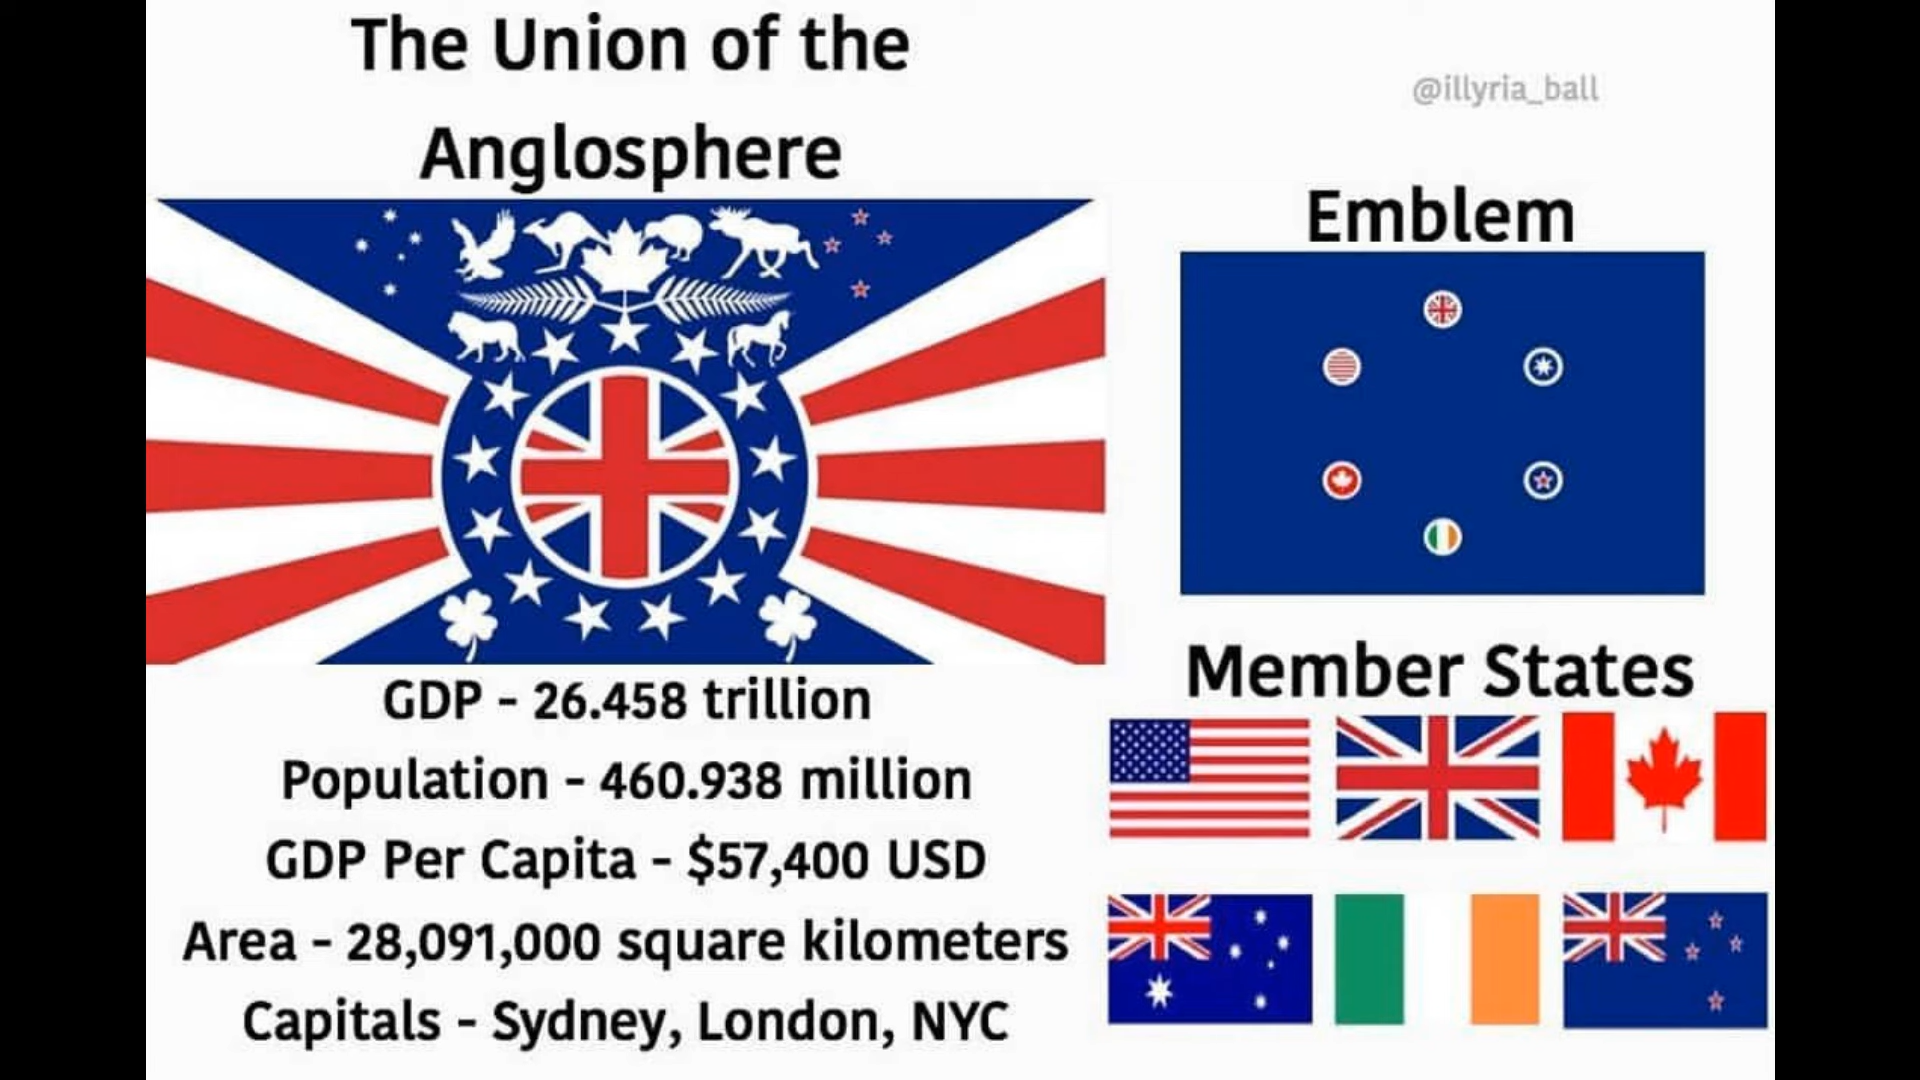 The Union of the
Anglosphere
@illyria_ball
Emblem
Member States
GDP - 26.458 trillion
Population - 460.938 million
GDP Per Capita - $57,400 USD
Area - 28,091,000 square kilometers
Capitals - Sydney, London, NYC